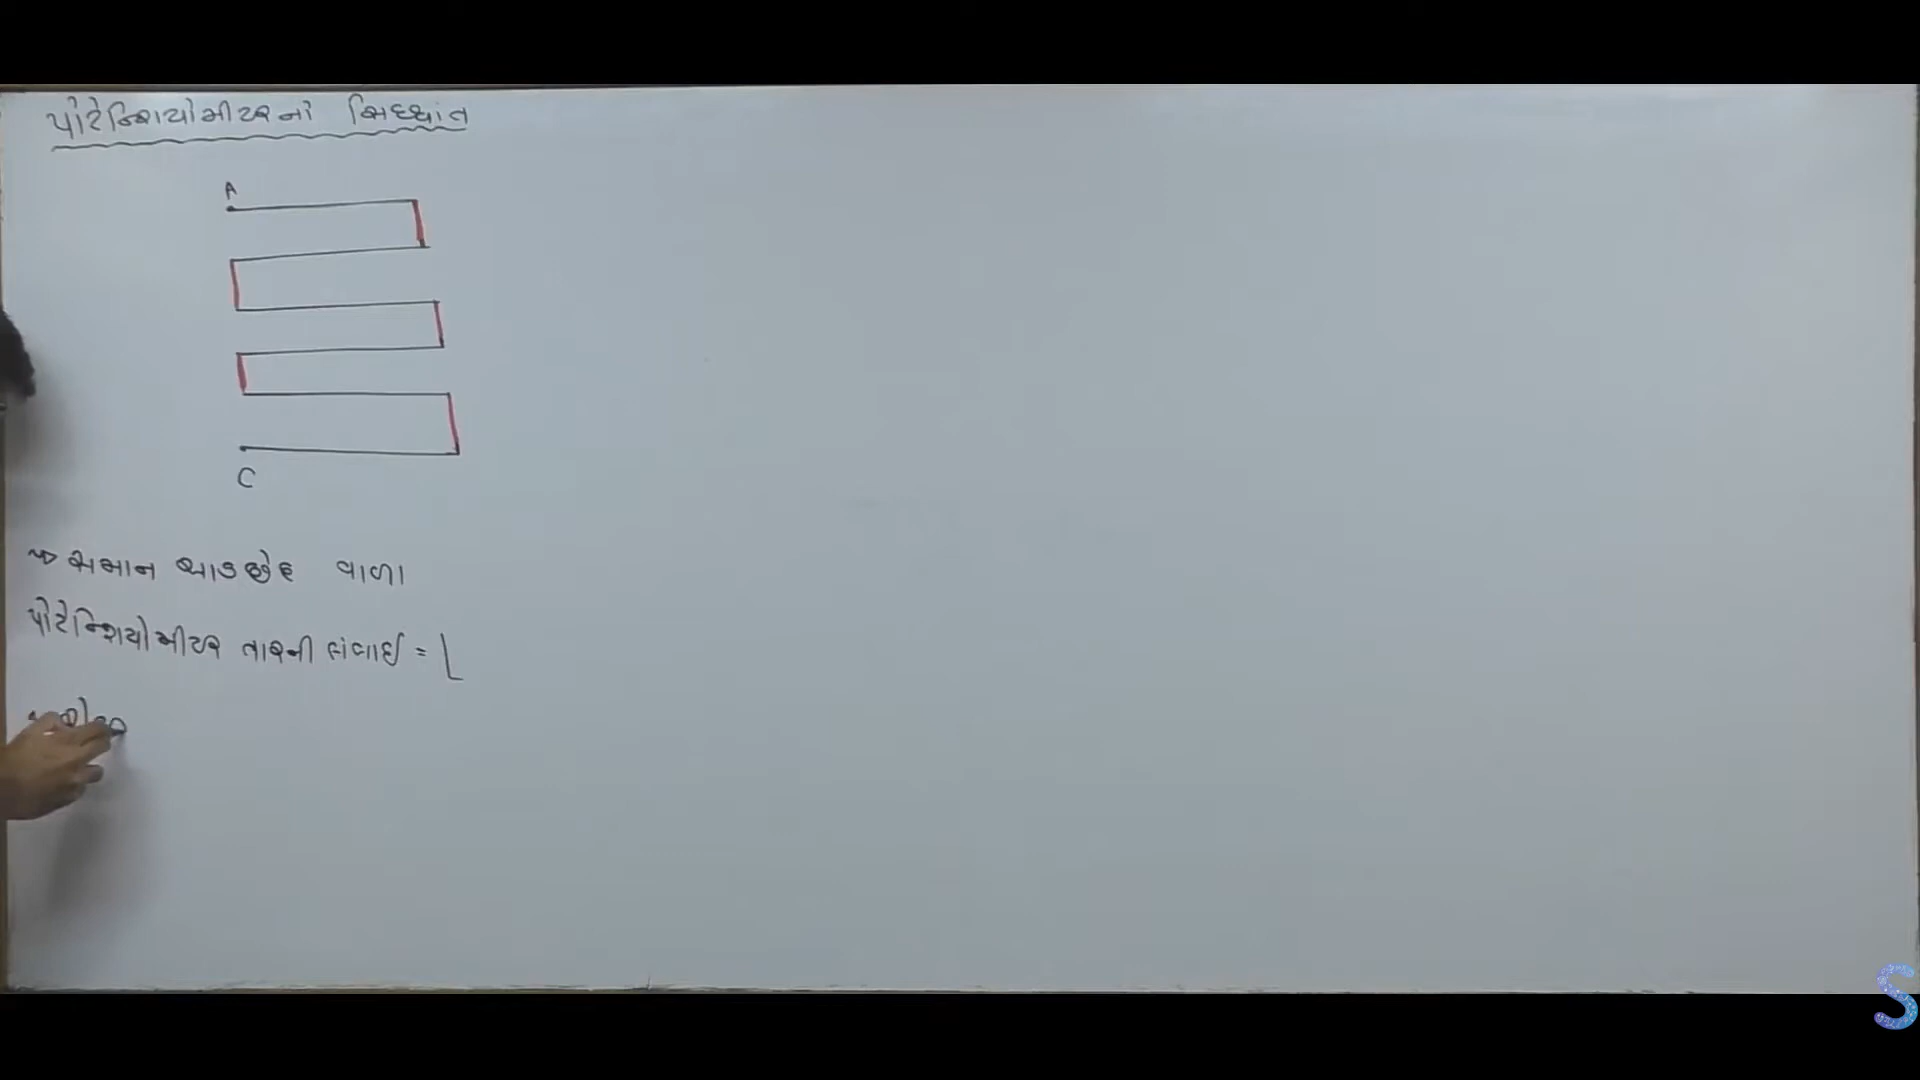 પોટેન્શિયોમીટરનો સિધ્ધાંત
A
C
સમાન આડછેદ વાળા
પોટેન્શિયોમીટર તારની લંબાઈ = L